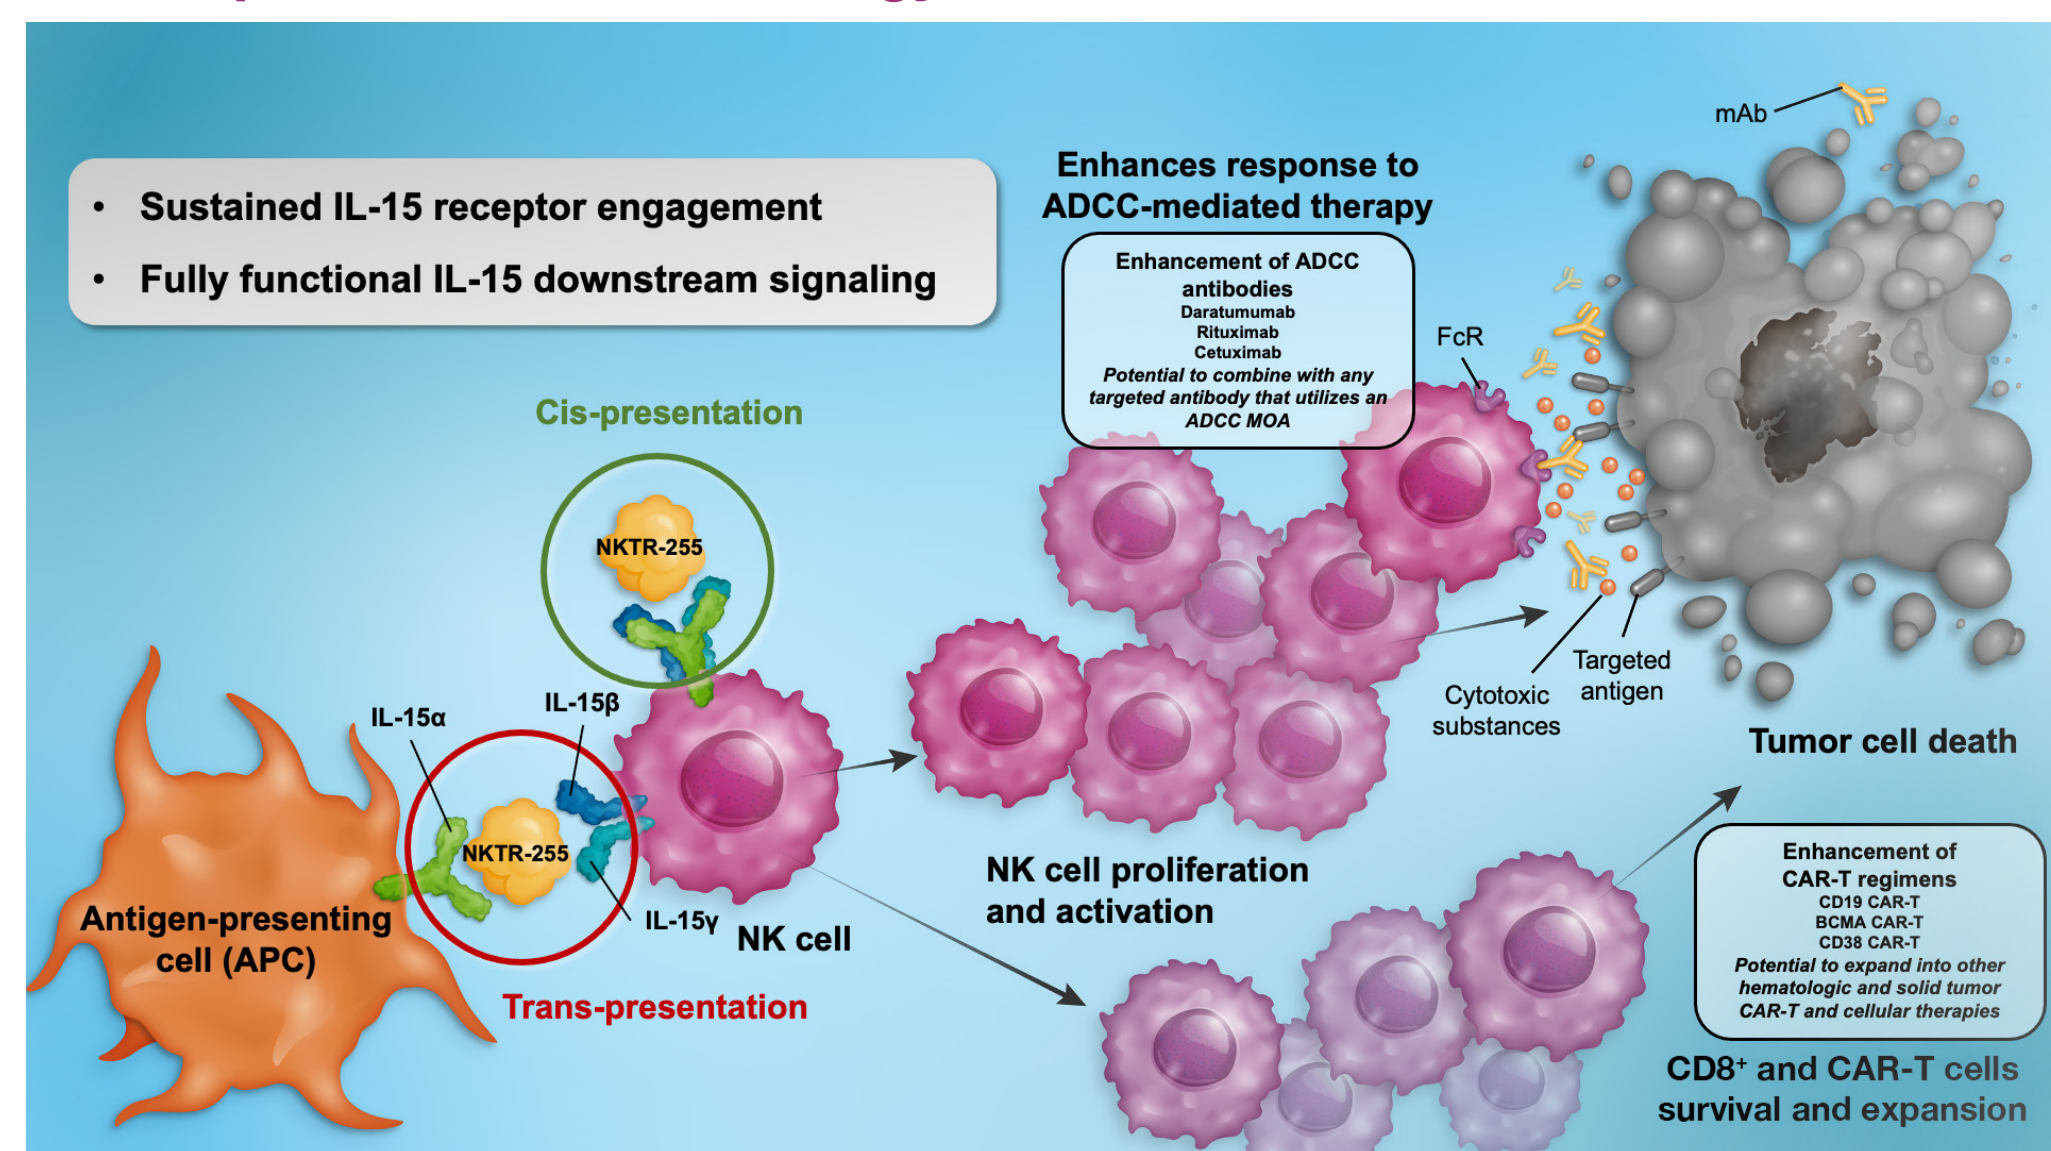 • Sustained IL-15 receptor engagement
• Fully functional IL-15 downstream signaling
Enhances response to
ADCC-mediated therapy
Enhancement of ADCC
antibodies
Daratumumab
Rituximab
Cetuximab
Potential to combine with any
targeted antibody that utilizes an
ADCC MOA
mAb
FcR
Cis-presentation
NKTR-255
IL-15α
IL-15β
NKTR-255
IL-15γ
NK cell
Antigen-presenting
cell (APC)
Trans-presentation
NK cell proliferation
and activation
Cytotoxic
substances
Targeted
antigen
Tumor cell death
Enhancement of
CAR-T regimens
CD19 CAR-T
BCMA CAR-T
CD38 CAR-T
Potential to expand into other
hematologic and solid tumor
CAR-T and cellular therapies
CD8⁺ and CAR-T cells
survival and expansion